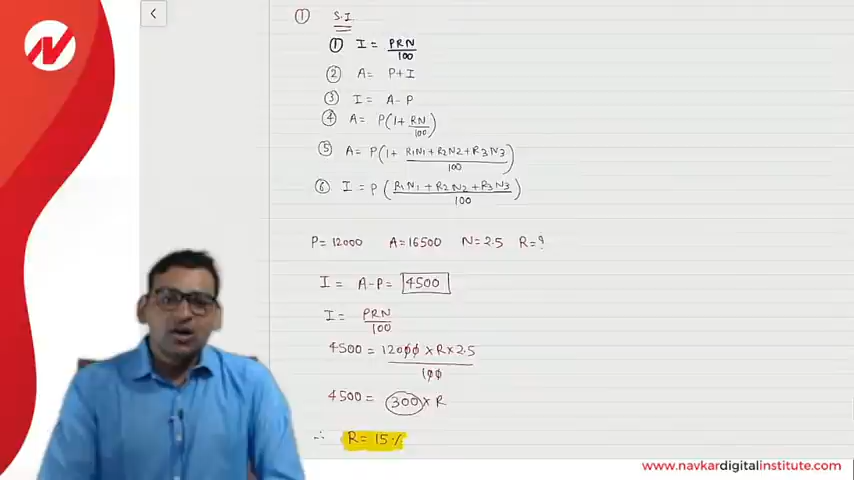 ① S.I
① I = PRN/100
② A = P+I
③ I = A-P
④ A = P(1+RN/100)
⑤ A = P(1+ R1N1+R2N2+R3N3/100)
⑥ I = P(R1N1+R2N2+R3N3/100)
P=12000 A=16500 N=2.5 R=?
I = A-P= 4500
I = PRN/100
4500 = 12000×R×2.5/100
4500 = 300×R
∴ R=15%
www.navkardigitalinstitute.com